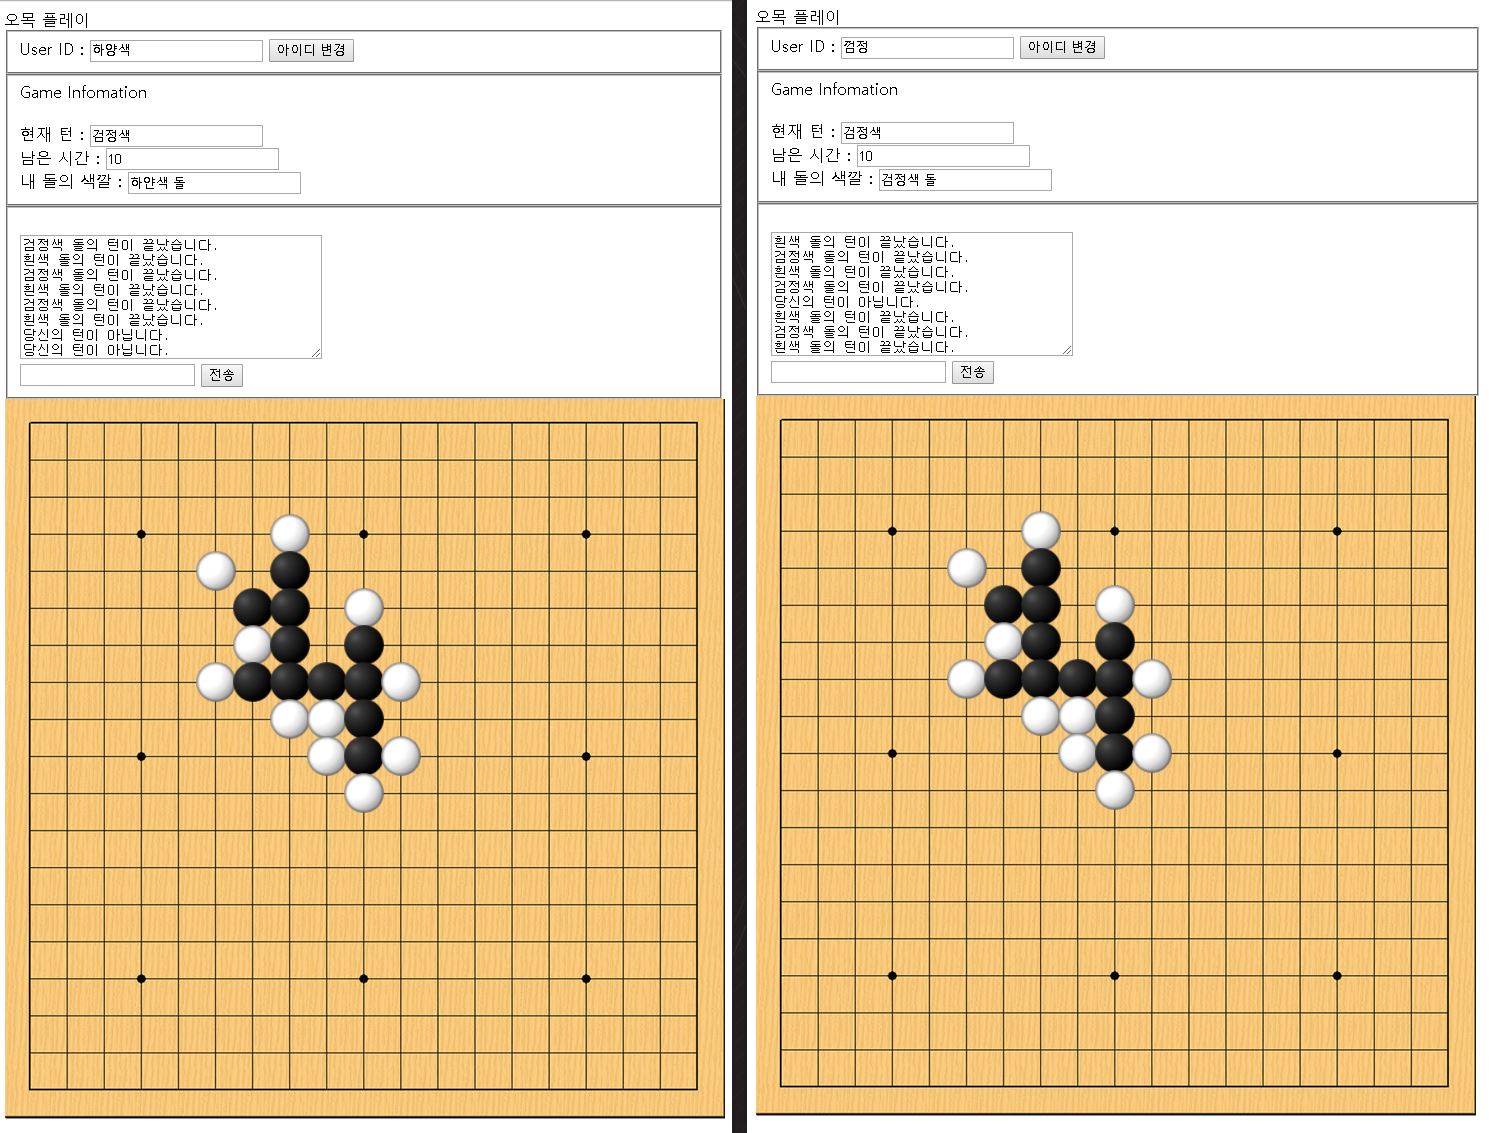 오목 플레이
User ID : 하얀색 아이디 변경
Game Infomation
현재 턴 : 검정색
남은 시간 : 10
내 돌의 색깔 : 하얀색 돌
검정색 돌의 턴이 끝났습니다.
흰색 돌의 턴이 끝났습니다.
검정색 돌의 턴이 끝났습니다.
흰색 돌의 턴이 끝났습니다.
검정색 돌의 턴이 끝났습니다.
흰색 돌의 턴이 끝났습니다.
당신의 턴이 아닙니다.
당신의 턴이 아닙니다.
전송
오목 플레이
User ID : 껌정 아이디 변경
Game Infomation
현재 턴 : 검정색
남은 시간 : 10
내 돌의 색깔 : 검정색 돌
흰색 돌의 턴이 끝났습니다.
검정색 돌의 턴이 끝났습니다.
흰색 돌의 턴이 끝났습니다.
검정색 돌의 턴이 끝났습니다.
당신의 턴이 아닙니다.
흰색 돌의 턴이 끝났습니다.
검정색 돌의 턴이 끝났습니다.
흰색 돌의 턴이 끝났습니다.
전송